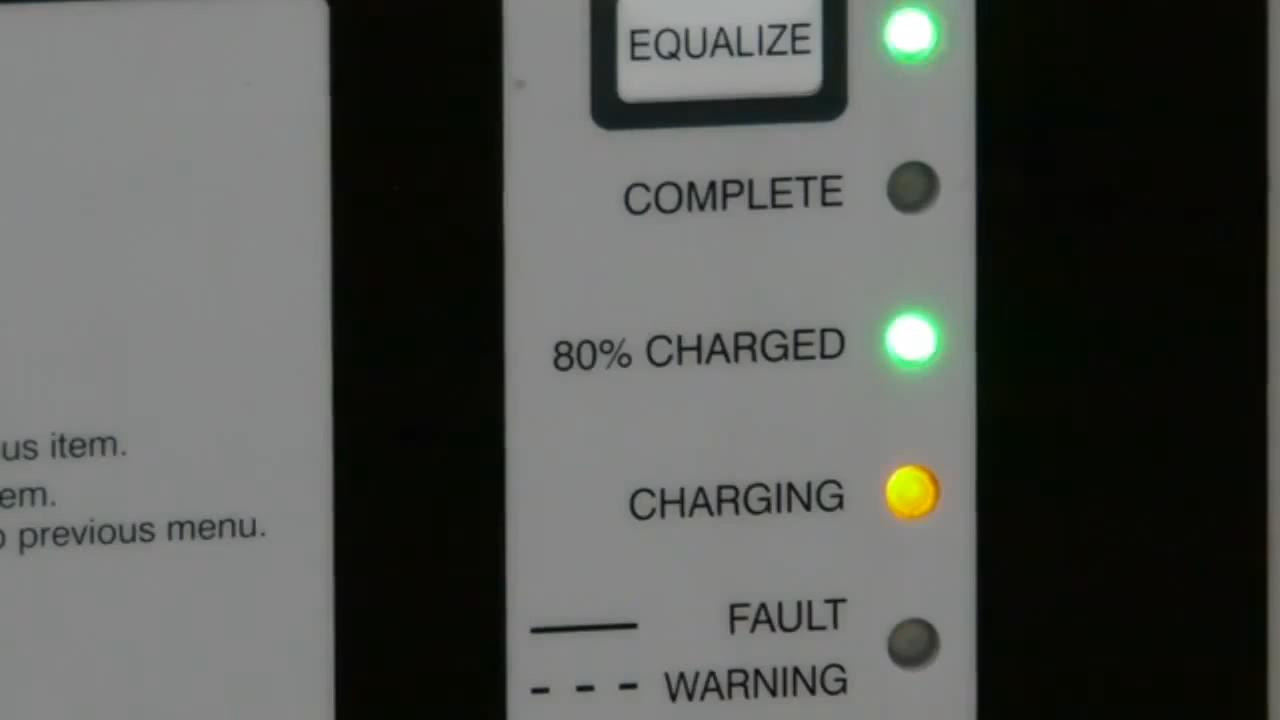 EQUALIZE
COMPLETE
80% CHARGED
CHARGING
FAULT
WARNING
us item.
em.
previous menu.